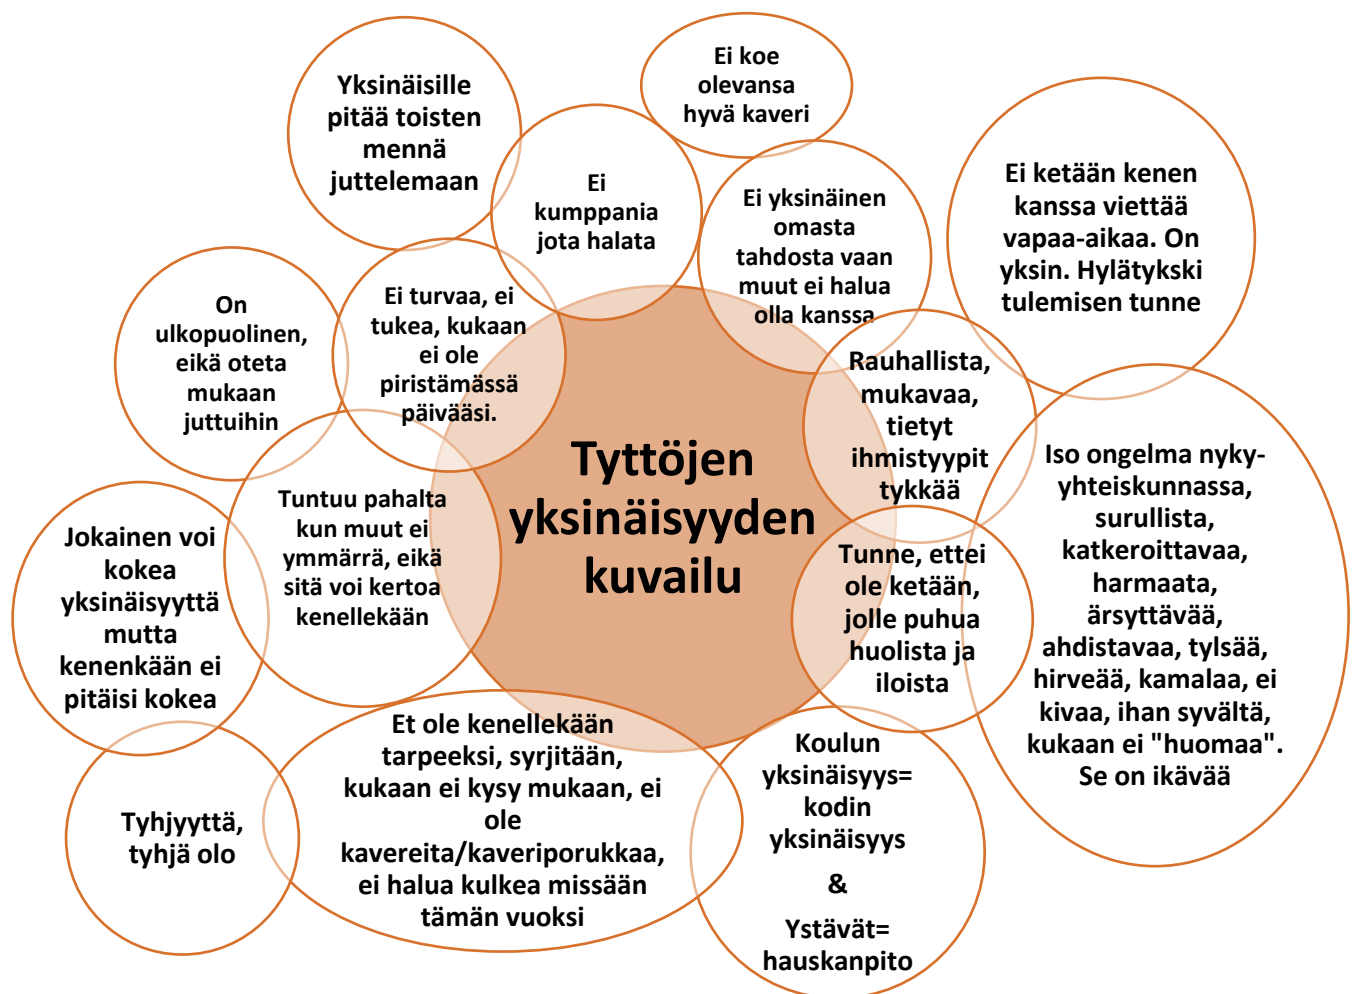 Ei koe
olevansa
hyvä kaveri
Yksinäisille
pitää toisten
mennä
juttelemaan
Ei
kumppania
jota halata
Ei yksinäinen
omasta
tahdosta vaan
muut ei halua
olla kanssa
Ei ketään kenen
kanssa viettää
vapaa-aikaa. On
yksin. Hylätykski
tulemisen tunne
On
ulkopuolinen,
eikä oteta
mukaan
juttuihin
Ei turvaa, ei
tukea, kukaan
ei ole
piristämässä
päivääsi.
Rauhallista,
mukavaa,
tietyt
ihmistyypit
tykkää
Tyttöjen
yksinäisyyden
kuvailu
Iso ongelma nyky-
yhteiskunnassa,
surullista,
katkeroittavaa,
harmaata,
ärsyttävää,
ahdistavaa, tylsää,
hirveää, kamalaa, ei
kivaa, ihan syvältä,
kukaan ei "huomaa".
Se on ikävää
Jokainen voi
kokea
yksinäisyyttä
mutta
kenenkään ei
pitäisi kokea
Tuntuu pahalta
kun muut ei
ymmärrä, eikä
sitä voi kertoa
kenellekään
Tunne, ettei
ole ketään,
jolle puhua
huolista ja
iloista
Tyhjyyttä,
tyhjä olo
Et ole kenellekään
tarpeeksi, syrjitään,
kukaan ei kysy mukaan, ei
ole
kavereita/kaveriporukkaa,
ei halua kulkea missään
tämän vuoksi
Koulun
yksinäisyys=
kodin
yksinäisyys
&
Ystävät=
hauskanpito